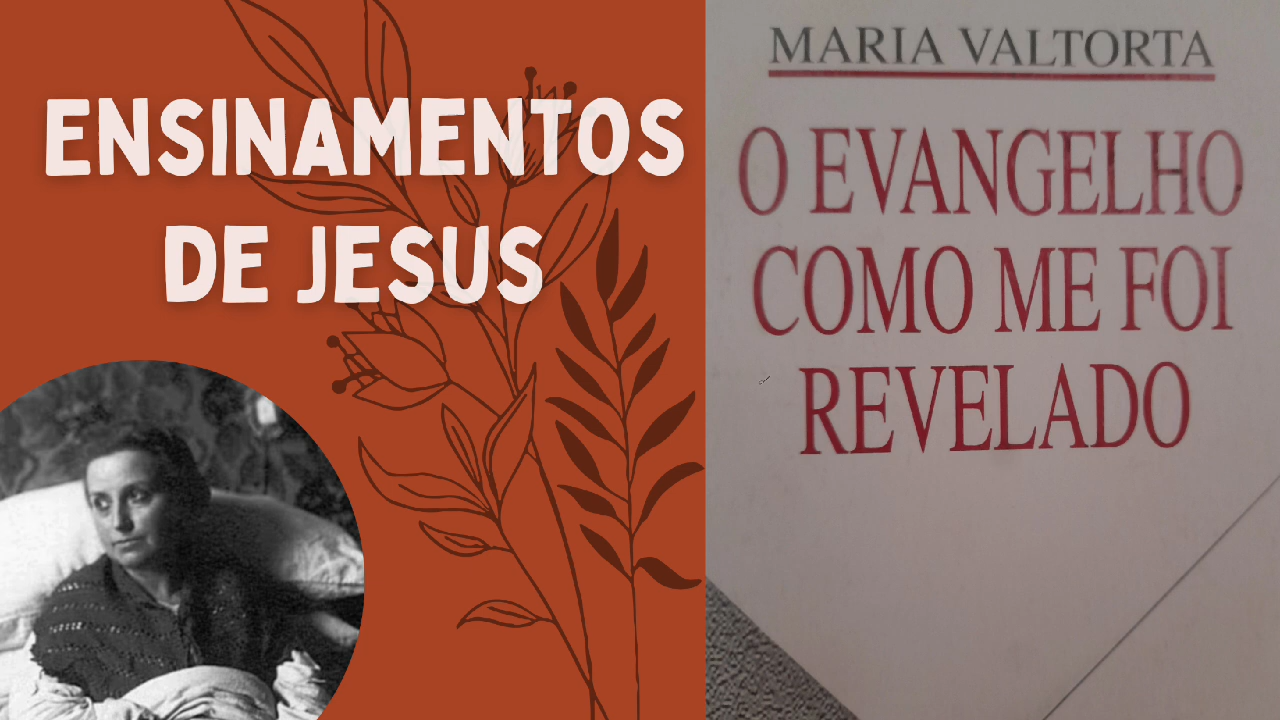 ENSINAMENTOS
DE JESUS
MARIA VALTORTA
O EVANGELHO
COMO ME FOI
REVELADO